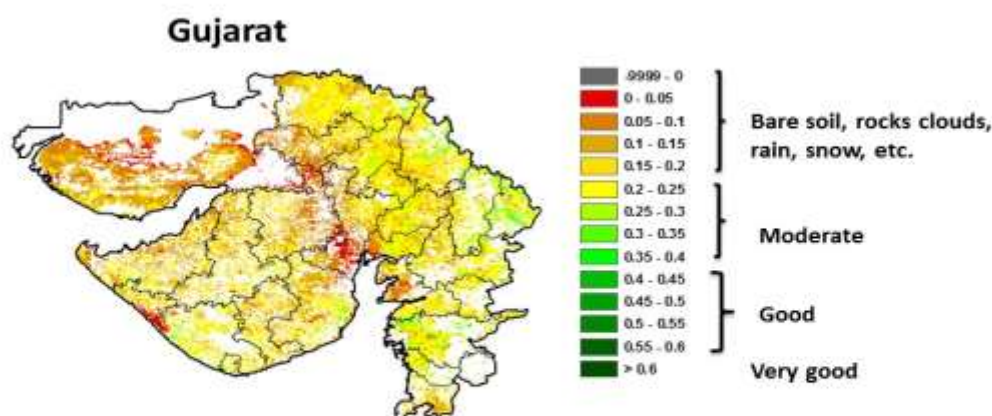 Gujarat
-9999 - 0
0 - 0.05
0.05 - 0.1
0.1 - 0.15
0.15 - 0.2
0.2 - 0.25
0.25 - 0.3
0.3 - 0.35
0.35 - 0.4
0.4 - 0.45
0.45 - 0.5
0.5 - 0.55
0.55 - 0.6
> 0.6
Bare soil, rocks clouds,
rain, snow, etc.
Moderate
Good
Very good